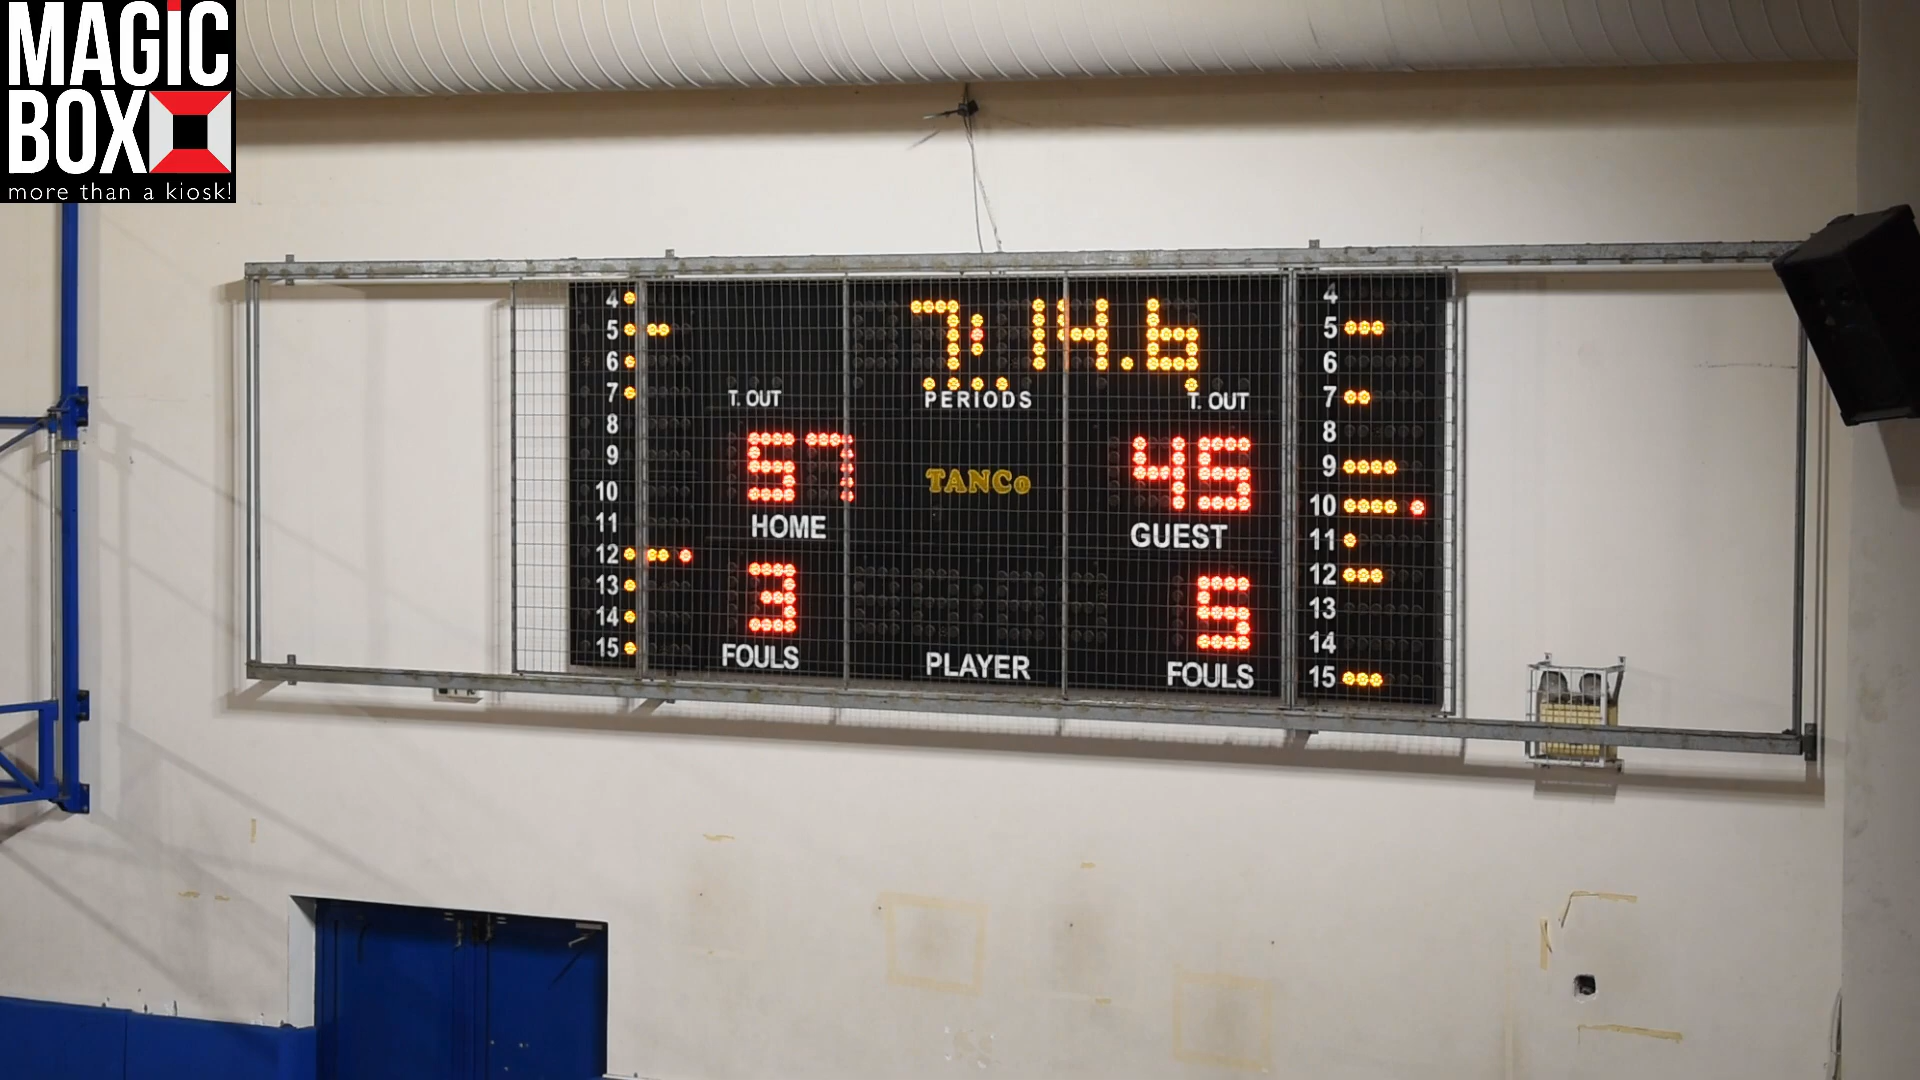 MAGIC
BOX
more than a kiosk!
4
5
6
7
8
9
10
11
12
13
14
15
7:14.6
T. OUT
PERIODS
T. OUT
57
45
TANCo
HOME
GUEST
3
5
FOULS
PLAYER
FOULS
4
5
6
7
8
9
10
11
12
13
14
15